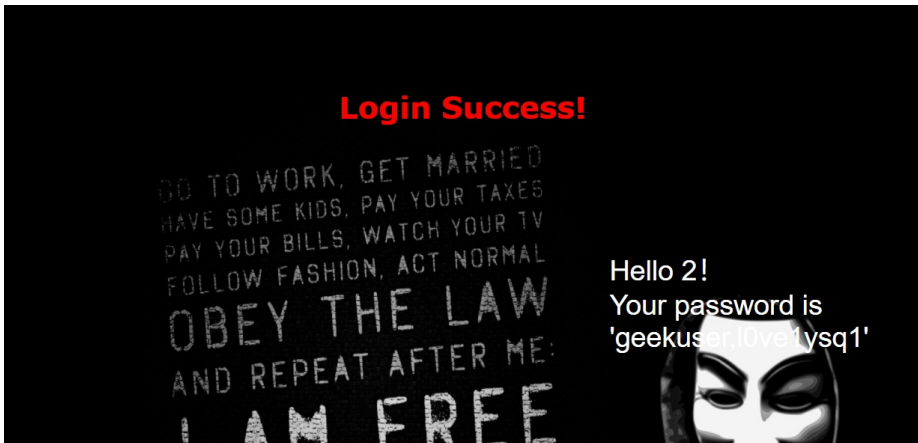 Login Success!
GO TO WORK, GET MARRIED
HAVE SOME KIDS, PAY YOUR TAXES
PAY YOUR BILLS, WATCH YOUR TV
FOLLOW FASHION, ACT NORMAL
OBEY THE LAW
AND REPEAT AFTER ME:
I AM FREE
Hello 2！
Your password is
'geekuser,l0ve1ysq1'